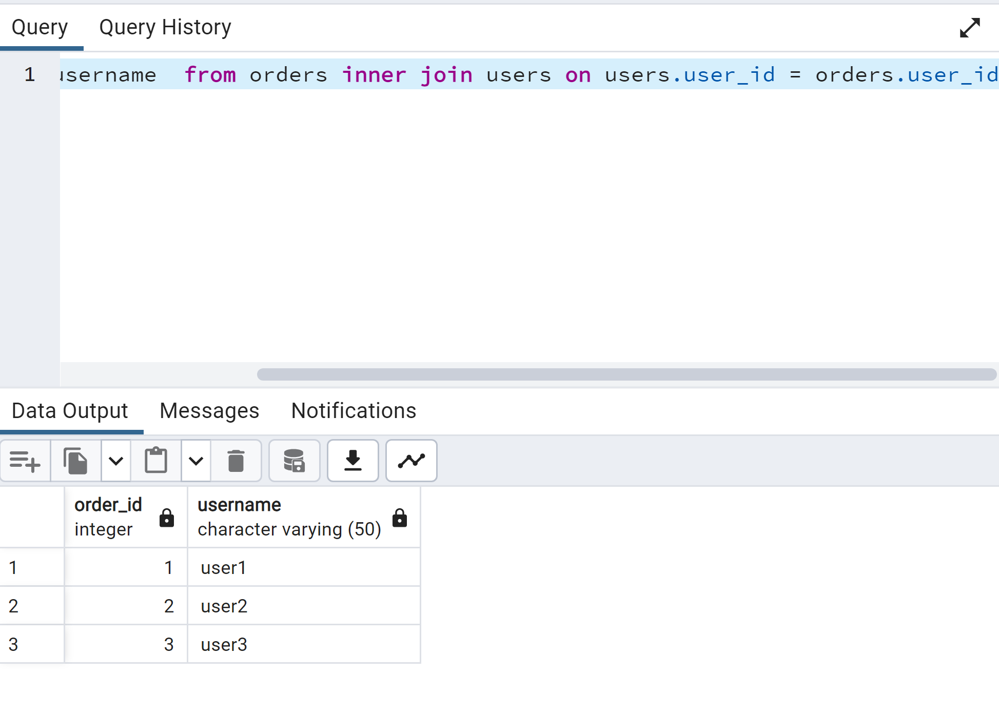 Query Query History
1 username from orders inner join users on users.user_id = orders.user_id
Data Output Messages Notifications
order_id username
integer character varying (50)
1 1 user1
2 2 user2
3 3 user3